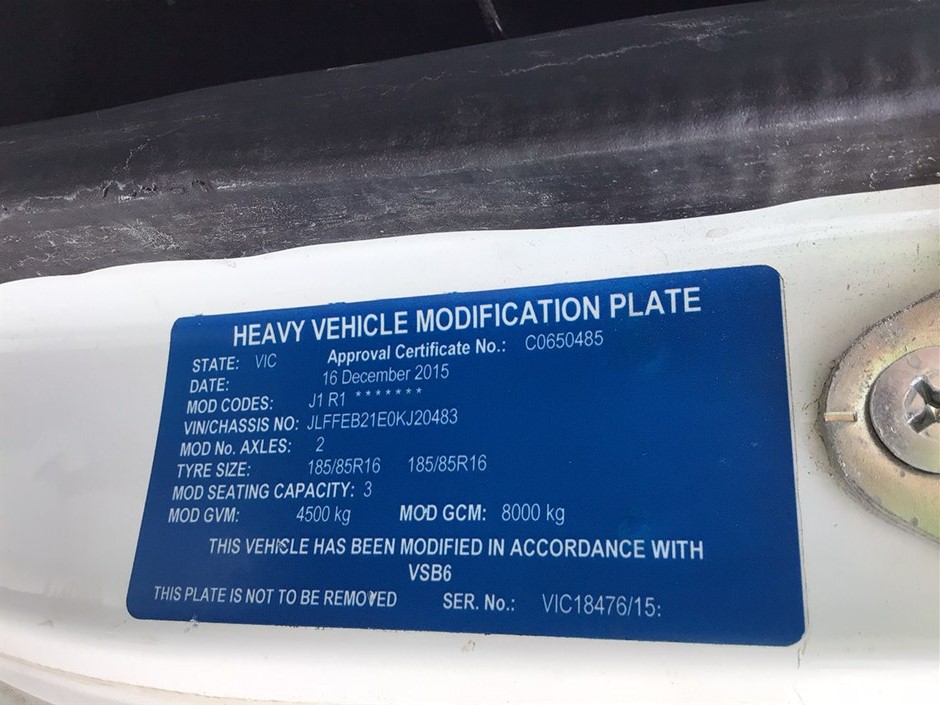 HEAVY VEHICLE MODIFICATION PLATE
STATE: VIC Approval Certificate No.: C0650485
DATE: 16 December 2015
MOD CODES: J1 R1 * * * * * * *
VIN/CHASSIS NO: JLFFEB21E0KJ20483
MOD No. AXLES: 2
TYRE SIZE: 185/85R16 185/85R16
MOD SEATING CAPACITY: 3
MOD GVM: 4500 kg MOD GCM: 8000 kg
THIS VEHICLE HAS BEEN MODIFIED IN ACCORDANCE WITH
VSB6
THIS PLATE IS NOT TO BE REMOVED SER. No.: VIC18476/15: